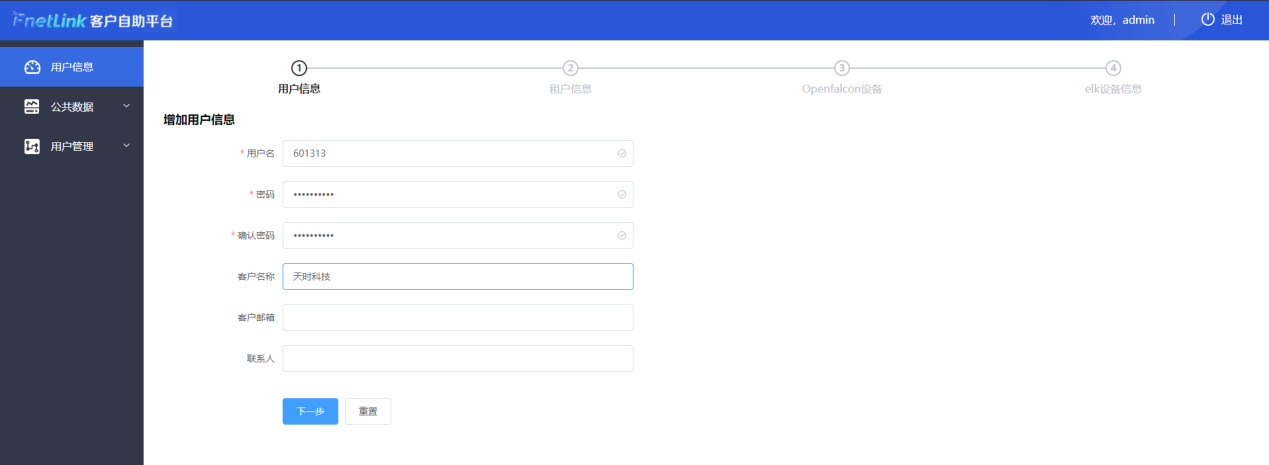 FnetLink 客户自助平台
欢迎，admin
退出
用户信息
公共数据
用户管理
1
2
3
4
用户信息
租户信息
Openfalcon设备
elk设备信息
增加用户信息
* 用户名 601313
* 密码 ••••••••••
* 确认密码 ••••••••••
客户名称 天时科技
客户邮箱
联系人
下一步 重置